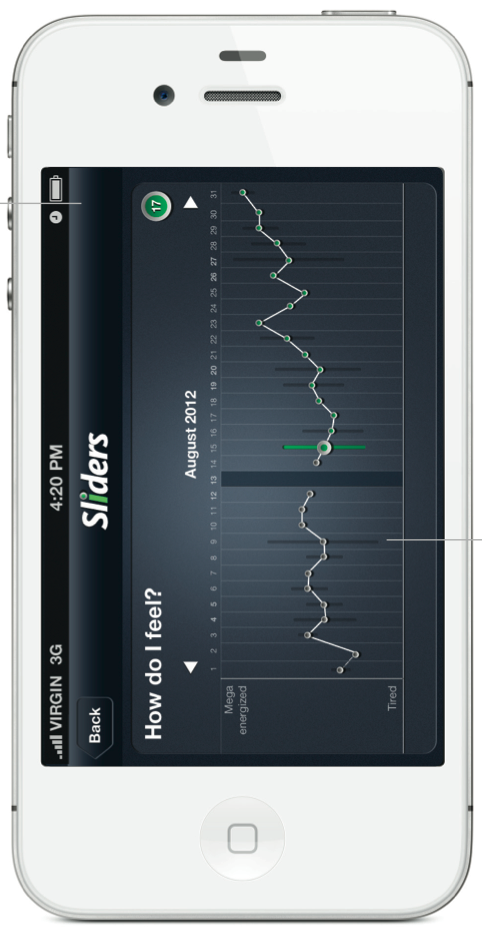 VIRGIN 3G
4:20 PM
Back
Sliders
How do I feel?
17
August 2012
1 2 3 4 5 6 7 8 9 10 11 12 13 14 15 16 17 18 19 20 21 22 23 24 25 26 27 28 29 30 31
Mega
energized
Tired